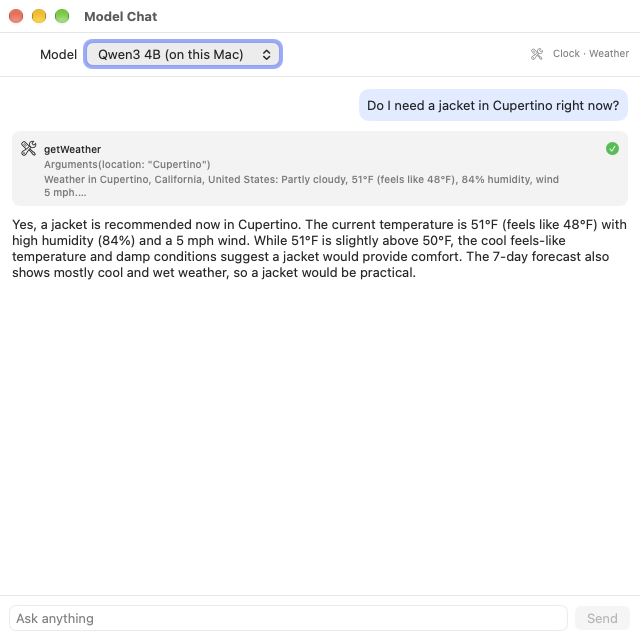 Model Chat
Model
Qwen3 4B (on this Mac)
Clock · Weather
Do I need a jacket in Cupertino right now?
getWeather
Arguments(location: "Cupertino")
Weather in Cupertino, California, United States: Partly cloudy, 51°F (feels like 48°F), 84% humidity, wind
5 mph....
Yes, a jacket is recommended now in Cupertino. The current temperature is 51°F (feels like 48°F) with
high humidity (84%) and a 5 mph wind. While 51°F is slightly above 50°F, the cool feels-like
temperature and damp conditions suggest a jacket would provide comfort. The 7-day forecast also
shows mostly cool and wet weather, so a jacket would be practical.
Ask anything
Send